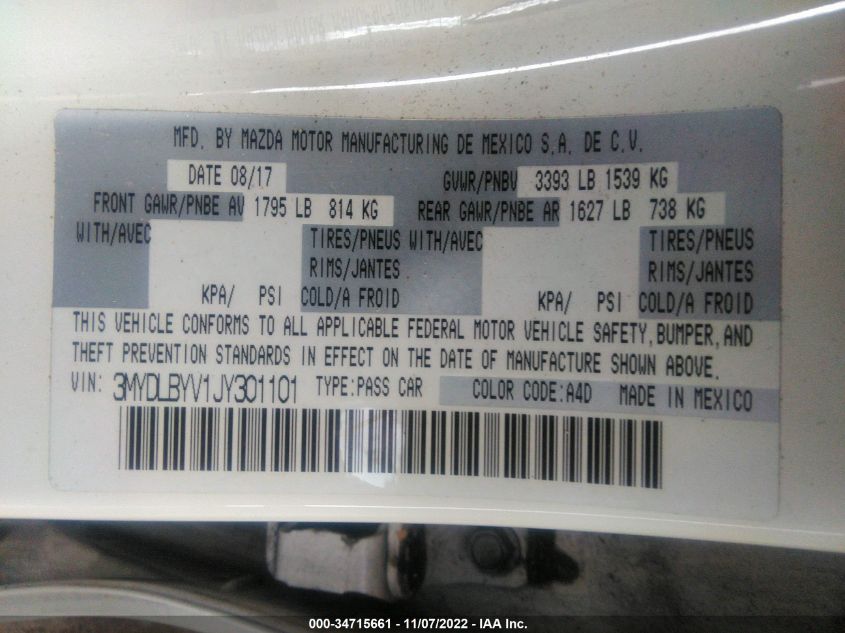 MFD. BY MAZDA MOTOR MANUFACTURING DE MEXICO S.A. DE C.V.
DATE 08/17 GVWR/PNBV 3393 LB 1539 KG
FRONT GAWR/PNBE AV 1795 LB 814 KG REAR GAWR/PNBE AR 1627 LB 738 KG
WITH/AVEC TIRES/PNEUS WITH/AVEC TIRES/PNEUS
RIMS/JANTES RIMS/JANTES
KPA/ PSI COLD/A FROID KPA/ PSI COLD/A FROID
THIS VEHICLE CONFORMS TO ALL APPLICABLE FEDERAL MOTOR VEHICLE SAFETY, BUMPER, AND
THEFT PREVENTION STANDARDS IN EFFECT ON THE DATE OF MANUFACTURE SHOWN ABOVE.
VIN: 3MYDLBYV1JY301101 TYPE:PASS CAR COLOR CODE:A4D MADE IN MEXICO
000-34715661 - 11/07/2022 - IAA Inc.